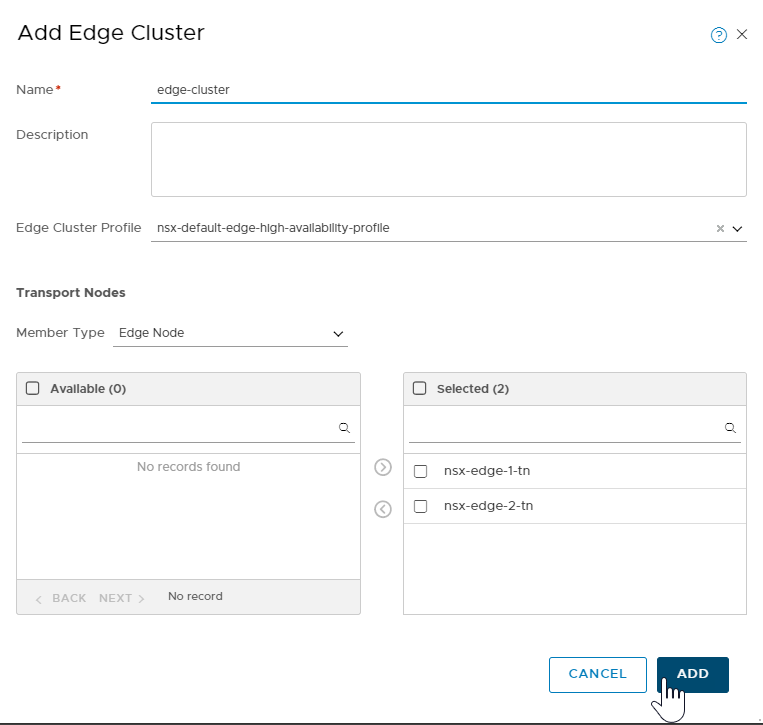 Add Edge Cluster
Name* edge-cluster
Description
Edge Cluster Profile nsx-default-edge-high-availability-profile
Transport Nodes
Member Type Edge Node
Available (0) Selected (2)
No records found nsx-edge-1-tn
nsx-edge-2-tn
BACK NEXT No record
CANCEL ADD